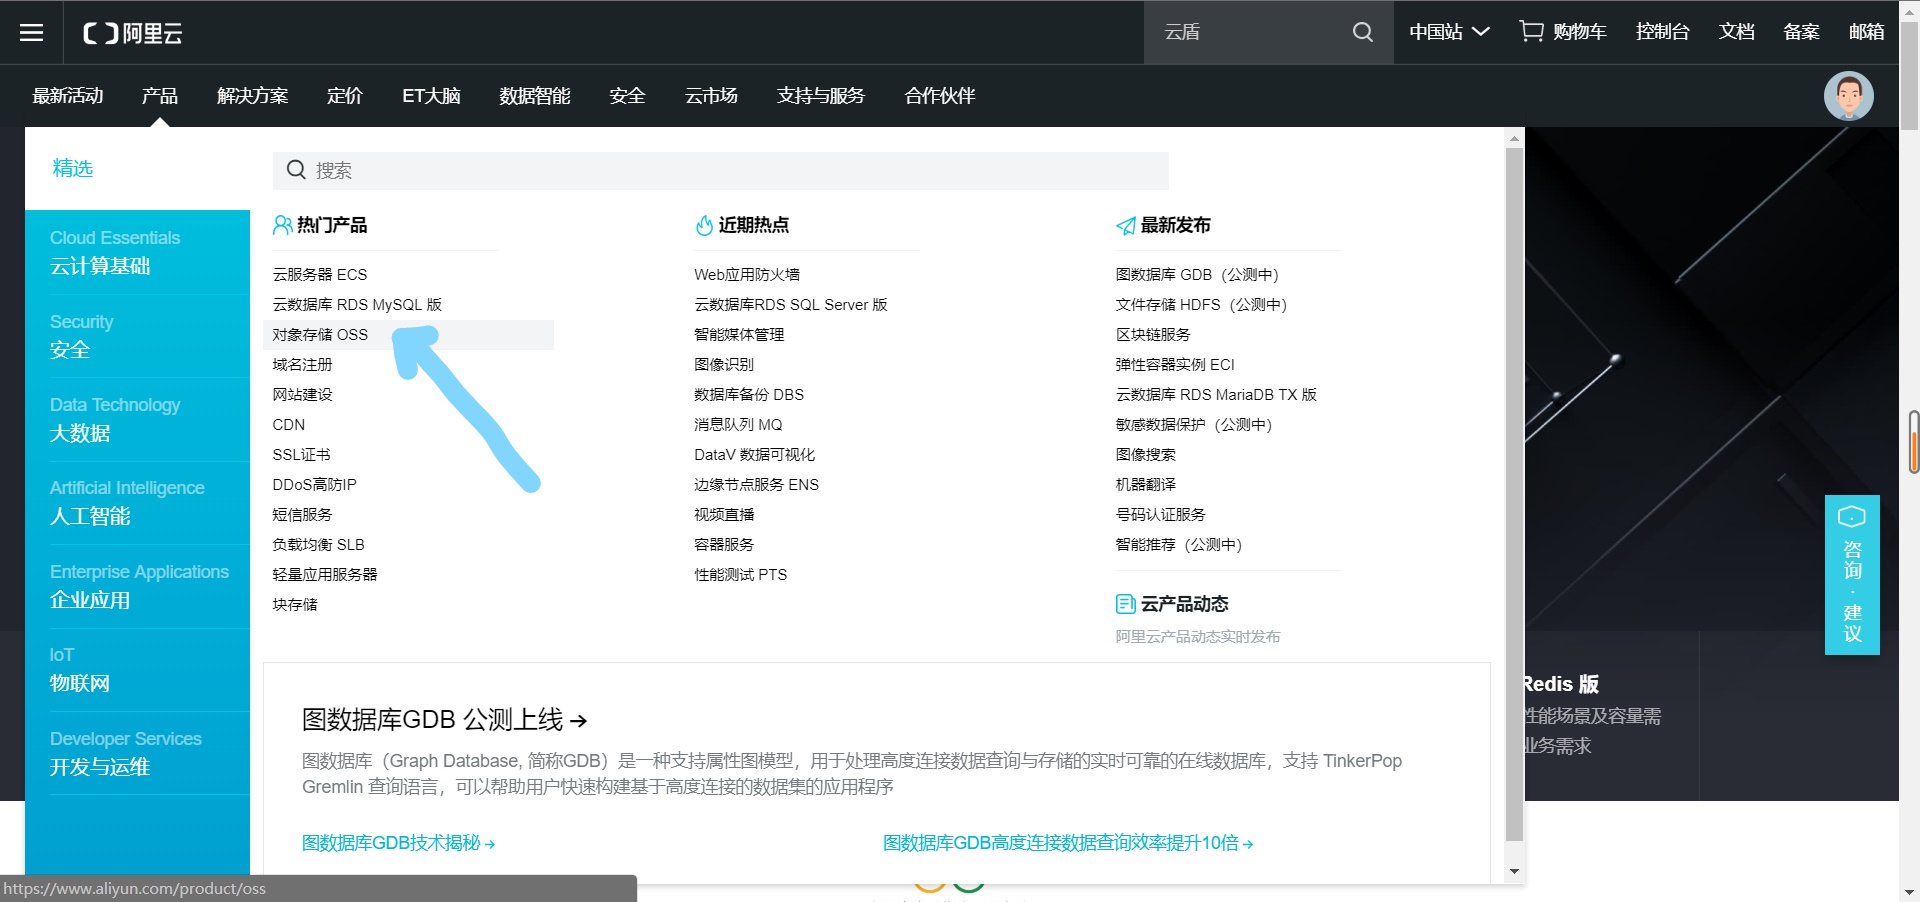 阿里云
云盾
中国站
购物车
控制台
文档
备案
邮箱
最新活动
产品
解决方案
定价
ET大脑
数据智能
安全
云市场
支持与服务
合作伙伴
精选
搜索
Cloud Essentials
云计算基础
Security
安全
Data Technology
大数据
Artificial Intelligence
人工智能
Enterprise Applications
企业应用
IoT
物联网
Developer Services
开发与运维
热门产品
云服务器 ECS
云数据库 RDS MySQL 版
对象存储 OSS
域名注册
网站建设
CDN
SSL证书
DDoS高防IP
短信服务
负载均衡 SLB
轻量应用服务器
块存储
近期热点
Web应用防火墙
云数据库RDS SQL Server 版
智能媒体管理
图像识别
数据库备份 DBS
消息队列 MQ
DataV 数据可视化
边缘节点服务 ENS
视频直播
容器服务
性能测试 PTS
最新发布
图数据库 GDB（公测中）
文件存储 HDFS（公测中）
区块链服务
弹性容器实例 ECI
云数据库 RDS MariaDB TX 版
敏感数据保护（公测中）
图像搜索
机器翻译
号码认证服务
智能推荐（公测中）
云产品动态
阿里云产品动态实时发布
图数据库GDB 公测上线→
图数据库（Graph Database, 简称GDB）是一种支持属性图模型，用于处理高度连接数据查询与存储的实时可靠的在线数据库，支持 TinkerPop
Gremlin 查询语言，可以帮助用户快速构建基于高度连接的数据集的应用程序
图数据库GDB技术揭秘→
图数据库GDB高度连接数据查询效率提升10倍→
Redis 版
性能场景及容量需
业务需求
咨询·建议
https://www.aliyun.com/product/oss